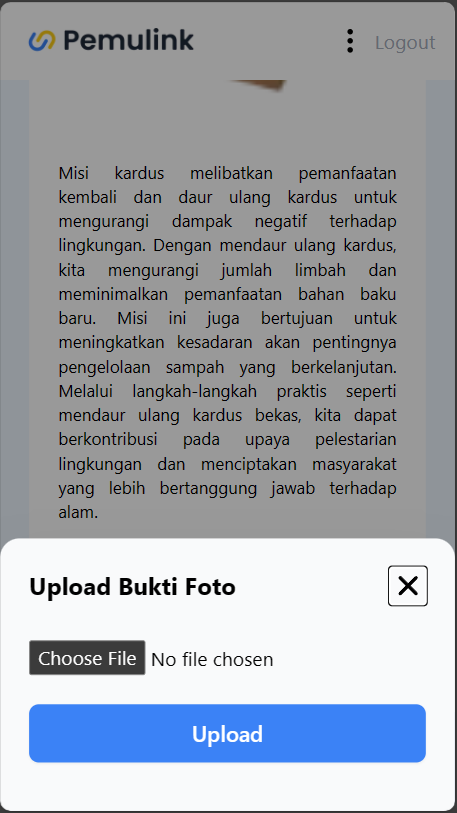 Pemulink
Logout
Misi kardus melibatkan pemanfaatan
kembali dan daur ulang kardus untuk
mengurangi dampak negatif terhadap
lingkungan. Dengan mendaur ulang kardus,
kita mengurangi jumlah limbah dan
meminimalkan pemanfaatan bahan baku
baru. Misi ini juga bertujuan untuk
meningkatkan kesadaran akan pentingnya
pengelolaan sampah yang berkelanjutan.
Melalui langkah-langkah praktis seperti
mendaur ulang kardus bekas, kita dapat
berkontribusi pada upaya pelestarian
lingkungan dan menciptakan masyarakat
yang lebih bertanggung jawab terhadap
alam.
Upload Bukti Foto
Choose File No file chosen
Upload